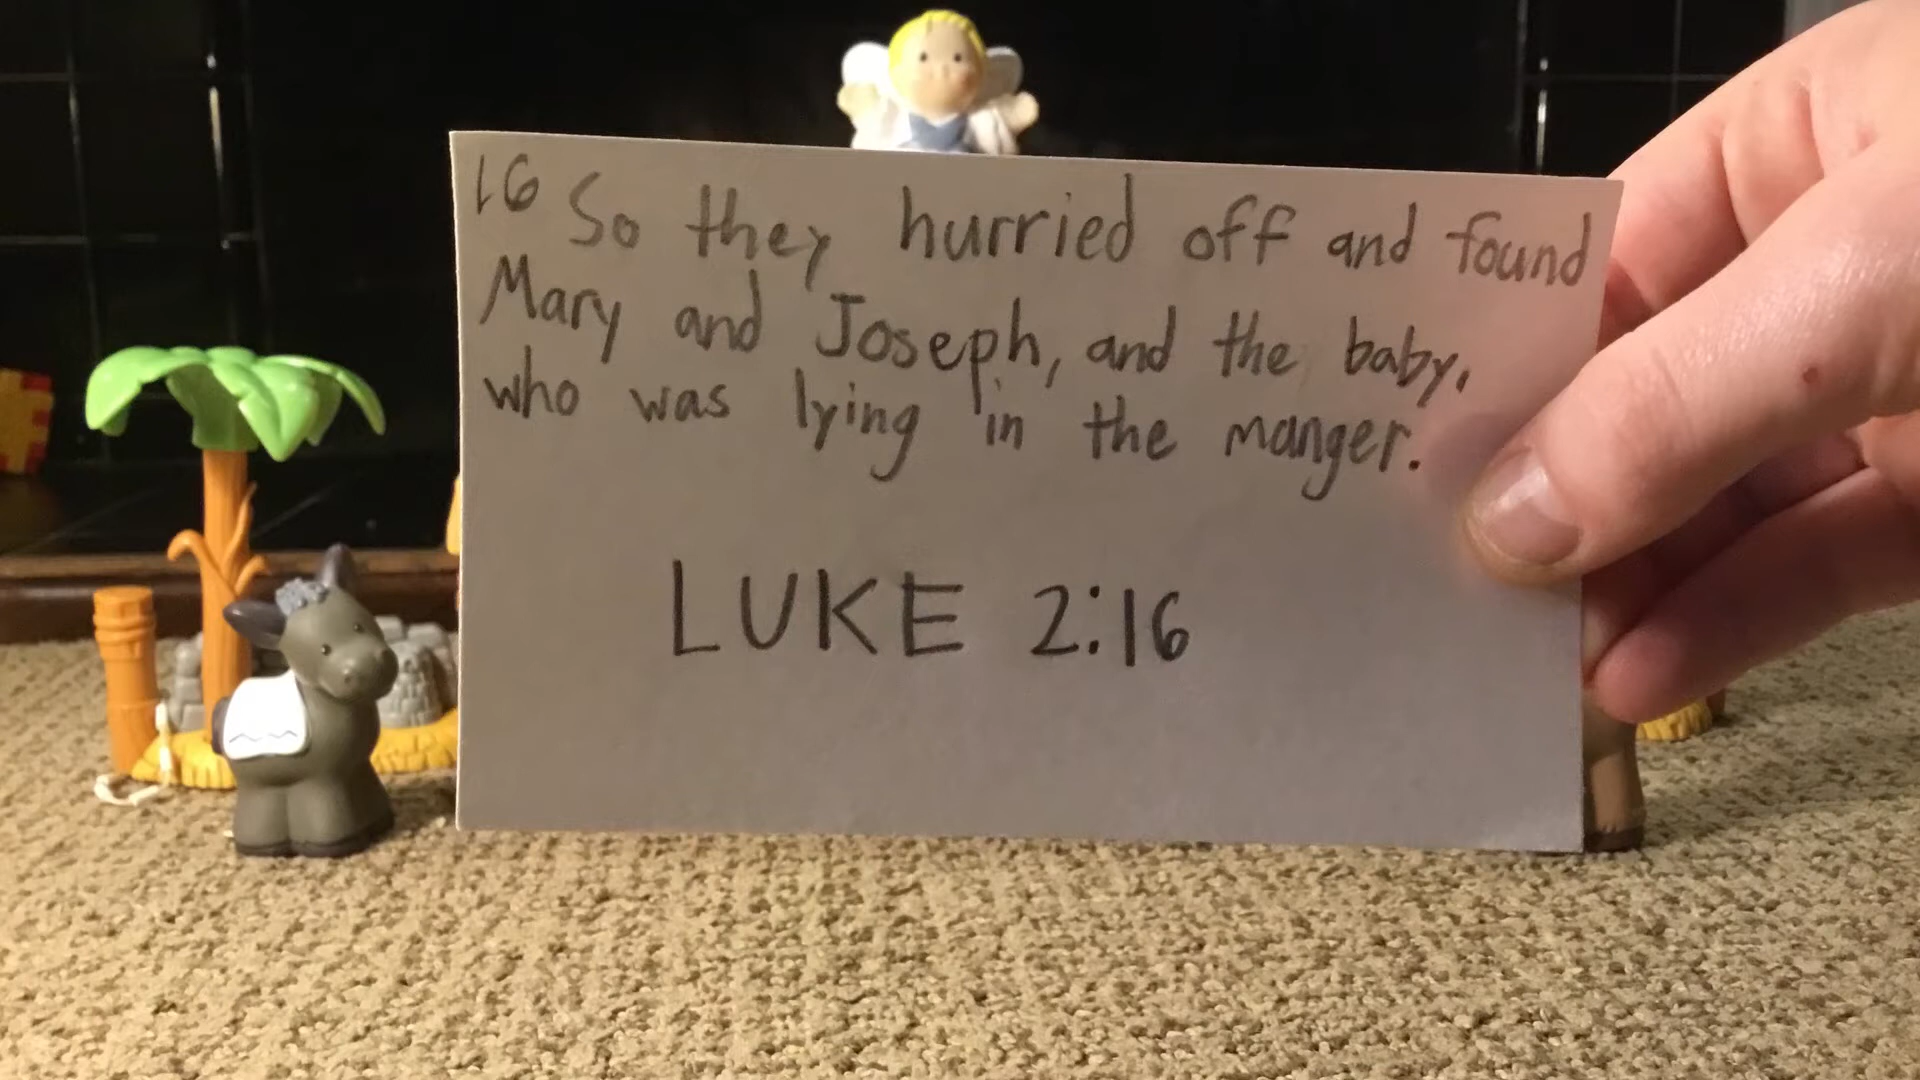 16 So they hurried off and found
Mary and Joseph, and the baby,
who was lying in the manger.
LUKE 2:16